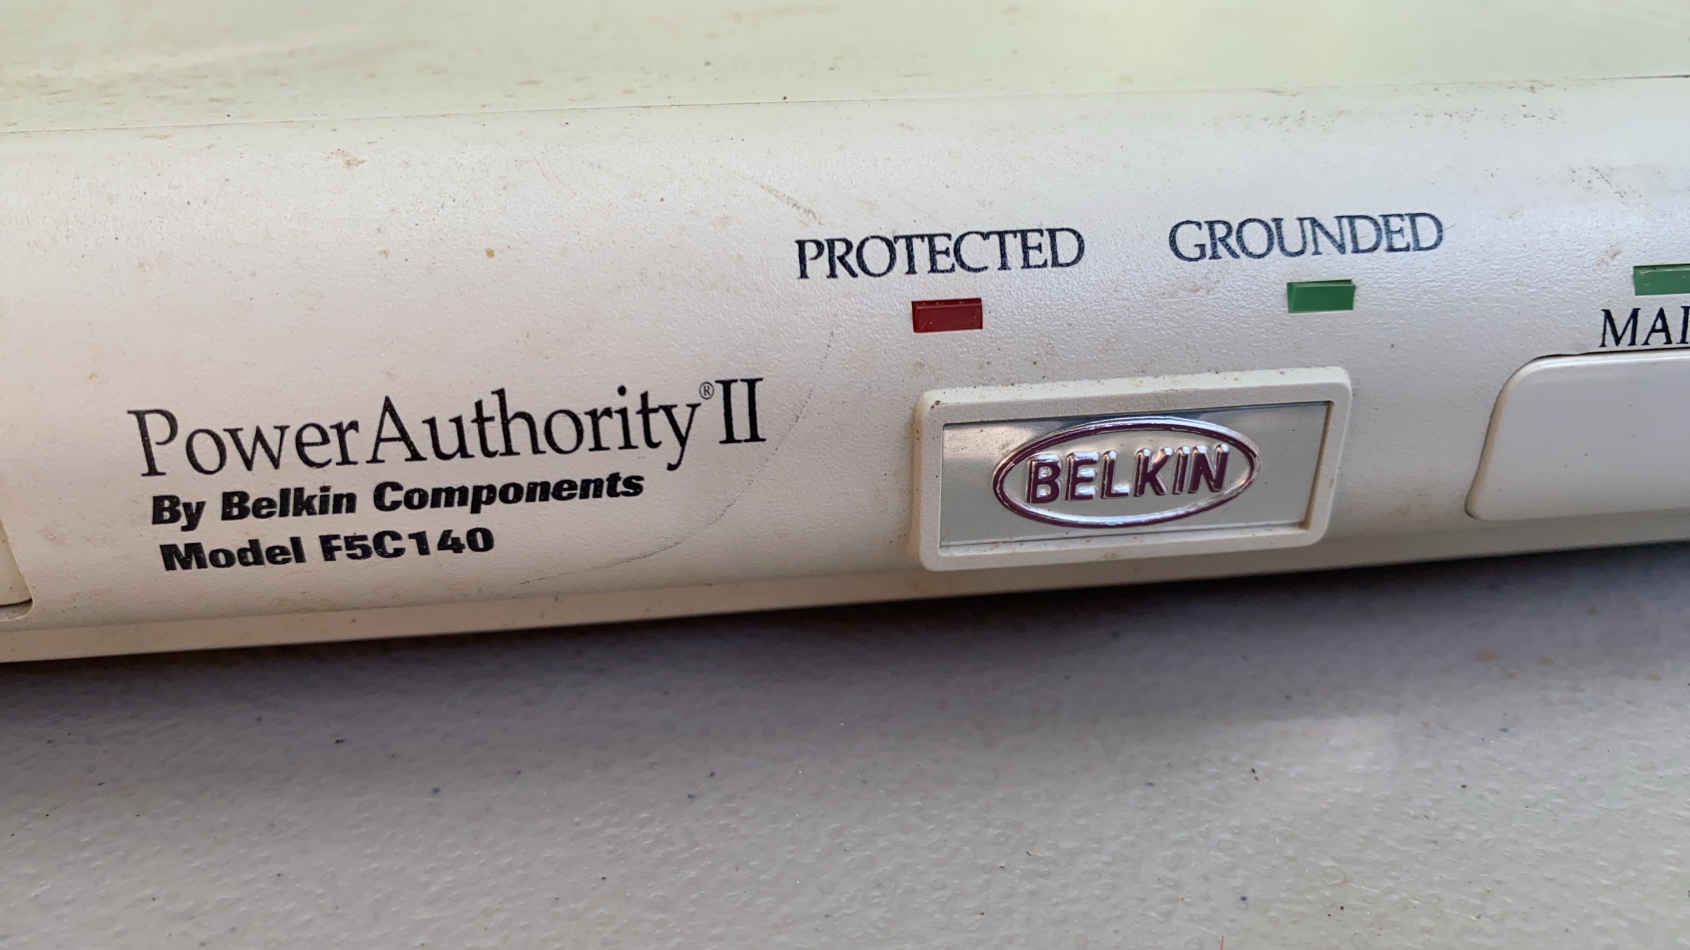 PROTECTED
GROUNDED
PowerAuthority®II
By Belkin Components
Model F5C140
BELKIN